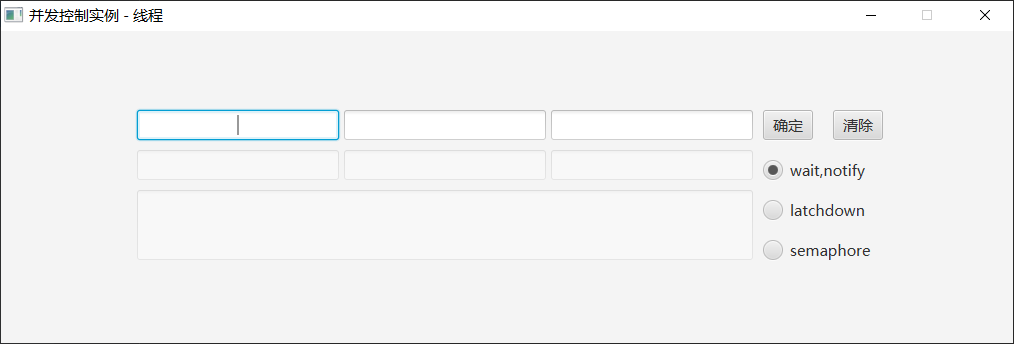 并发控制实例 - 线程
确定 清除
wait,notify
latchdown
semaphore